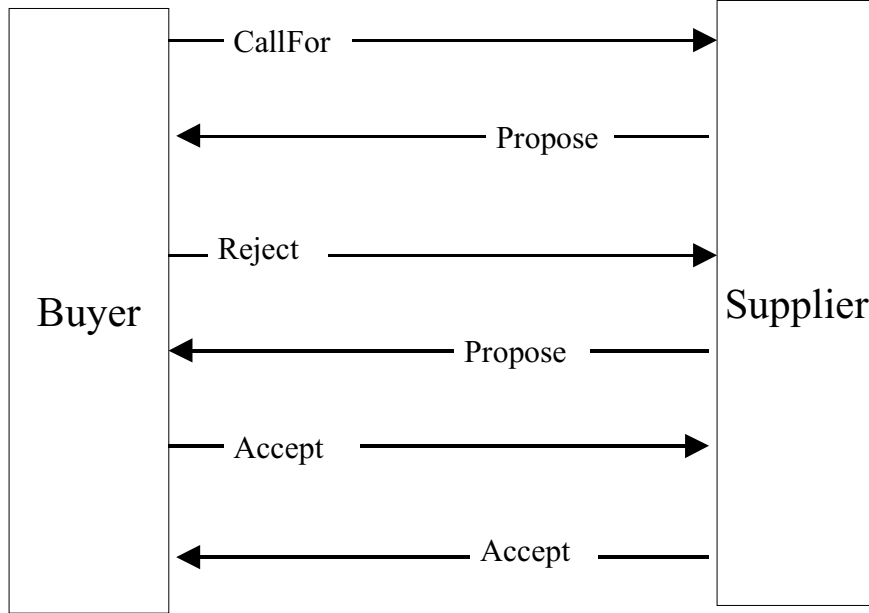 CallFor
Propose
Reject
Buyer
Supplier
Propose
Accept
Accept